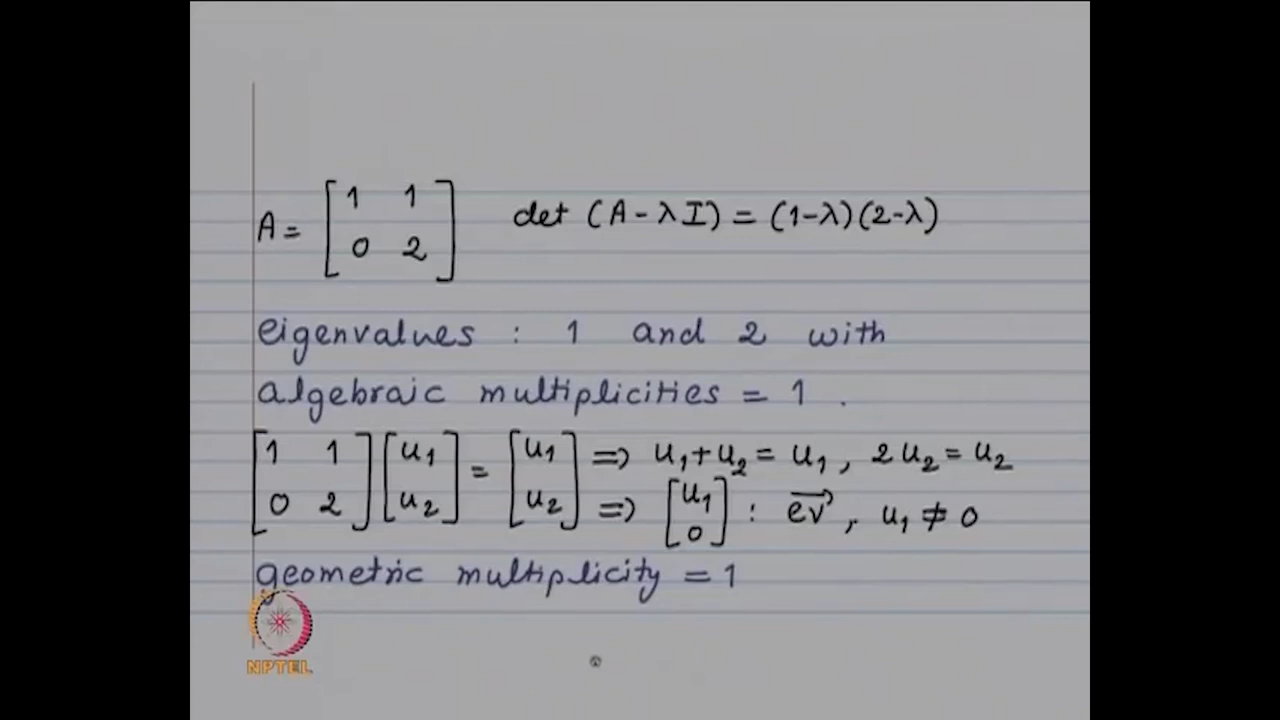 A = [1 1; 0 2] det (A - λI) = (1-λ)(2-λ)
eigenvalues : 1 and 2 with
algebraic multiplicities = 1 .
[1 1; 0 2] [u₁; u₂] = [u₁; u₂] ⇒ u₁+u₂ = u₁ , 2u₂ = u₂
⇒ [u₁; 0] : ev⃗ , u₁ ≠ 0
geometric multiplicity = 1
NPTEL